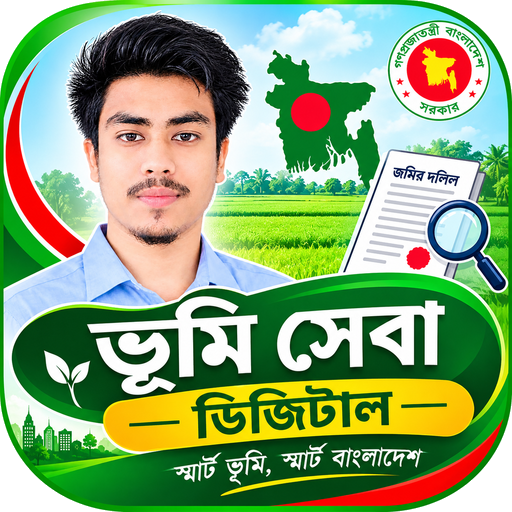 গণপ্রজাতন্ত্রী বাংলাদেশ
সরকার
জমির দলিল
ভূমি সেবা
ডিজিটাল
স্মার্ট ভূমি, স্মার্ট বাংলাদেশ